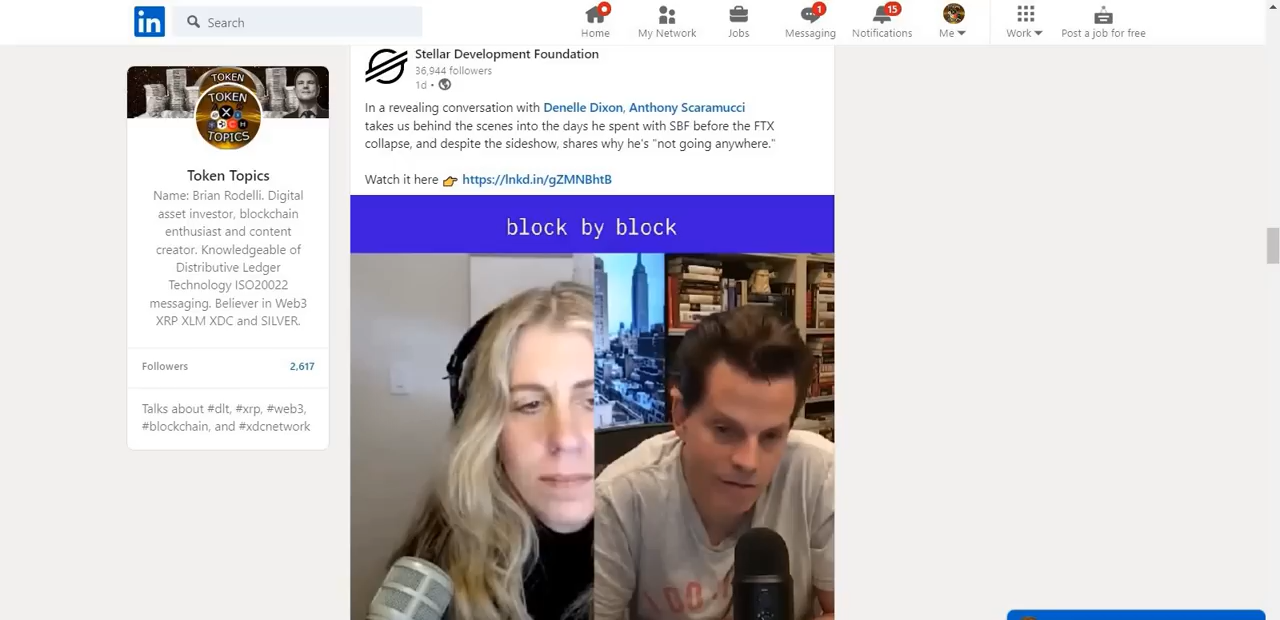 in
Search
Home
My Network
Jobs
1
Messaging
15
Notifications
Me
Work
Post a job for free
TOKEN
TOKEN
X
TOPICS
Token Topics
Name: Brian Rodelli. Digital
asset investor, blockchain
enthusiast and content
creator. Knowledgeable of
Distributive Ledger
Technology ISO20022
messaging. Believer in Web3
XRP XLM XDC and SILVER.
Followers 2,617
Talks about #dlt, #xrp, #web3,
#blockchain, and #xdcnetwork
Stellar Development Foundation
36,944 followers
1d •
In a revealing conversation with Denelle Dixon, Anthony Scaramucci
takes us behind the scenes into the days he spent with SBF before the FTX
collapse, and despite the sideshow, shares why he's "not going anywhere."
Watch it here 👉 https://lnkd.in/gZMNBhtB
block by block